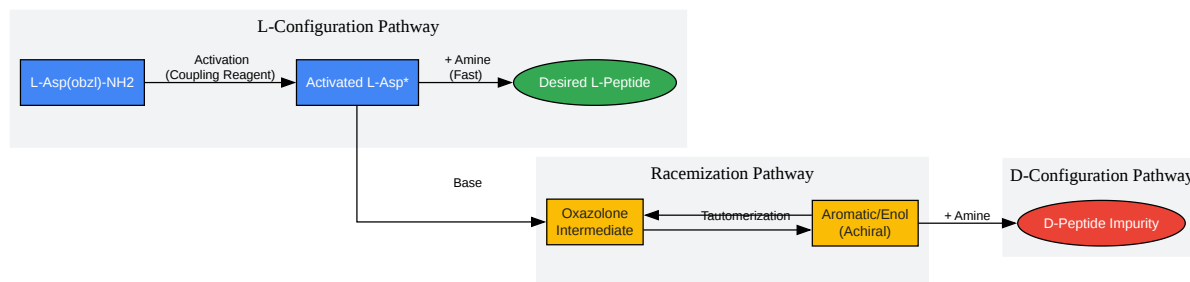 L-Configuration Pathway
L-Asp(obzl)-NH2
Activation
(Coupling Reagent)
Activated L-Asp*
+ Amine
(Fast)
Desired L-Peptide
Base
Racemization Pathway
Oxazolone
Intermediate
Tautomerization
Aromatic/Enol
(Achiral)
+ Amine
D-Configuration Pathway
D-Peptide Impurity